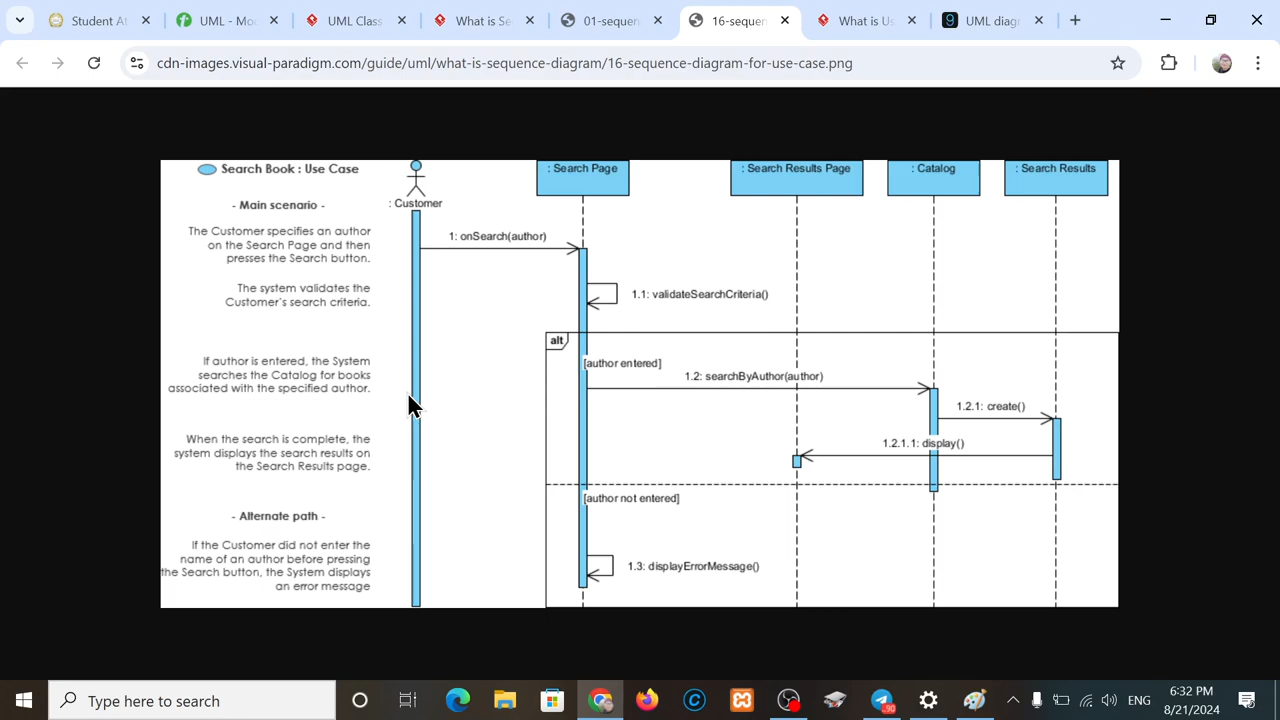 Student At
UML - Mo
UML Class
What is Se
01-sequen
16-sequen
What is Us
UML diag
cdn-images.visual-paradigm.com/guide/uml/what-is-sequence-diagram/16-sequence-diagram-for-use-case.png
Search Book : Use Case
: Customer
: Search Page
: Search Results Page
: Catalog
: Search Results
- Main scenario -
The Customer specifies an author
on the Search Page and then
presses the Search button.
1: onSearch(author)
The system validates the
Customer's search criteria.
1.1: validateSearchCriteria()
alt
[author entered]
If author is entered, the System
searches the Catalog for books
associated with the specified author.
1.2: searchByAuthor(author)
1.2.1: create()
1.2.1.1: display()
When the search is complete, the
system displays the search results on
the Search Results page.
[author not entered]
- Alternate path -
If the Customer did not enter the
name of an author before pressing
the Search button, the System displays
an error message
1.3: displayErrorMessage()
Type here to search
90
ENG
6:32 PM
8/21/2024